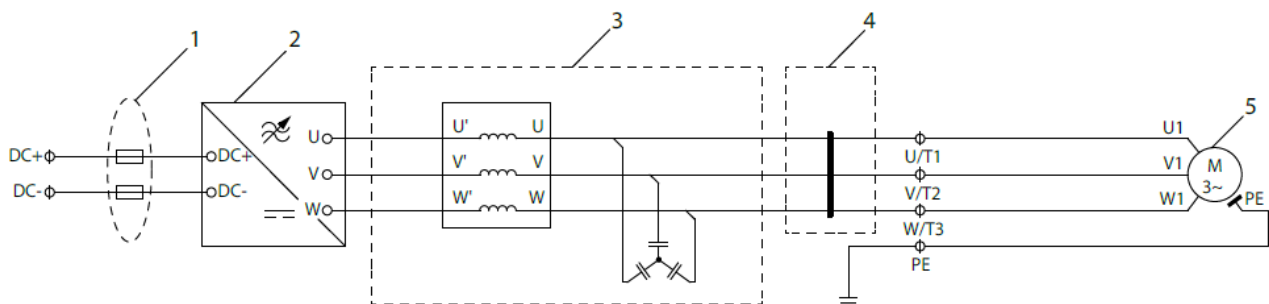 1
2
3
4
5
DC+
DC-
DC+
DC-
U
V
W
U' U
V' V
W' W
U/T1
V/T2
W/T3
PE
U1
V1
W1
M
3~
PE